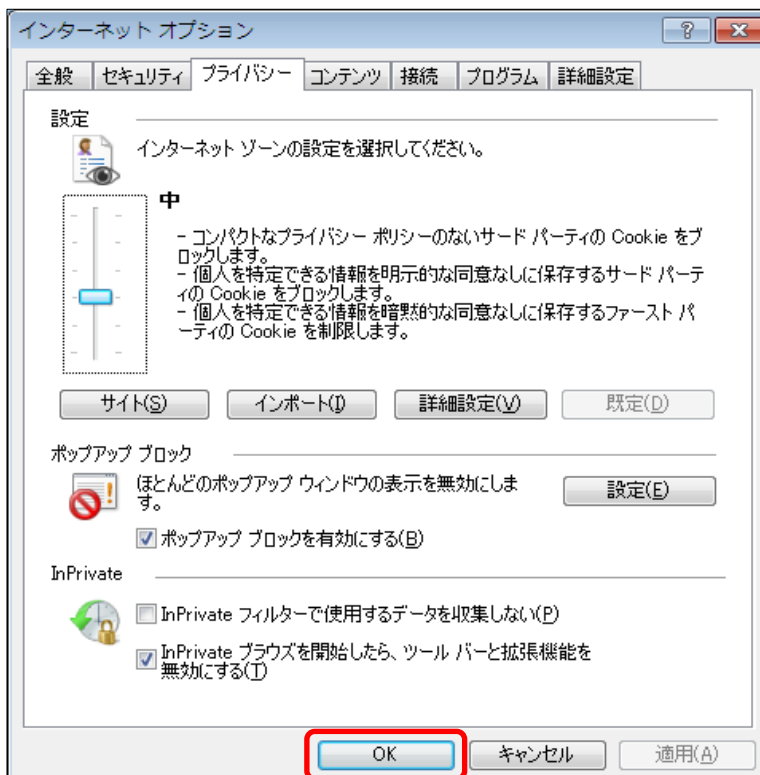 インターネット オプション
全般 セキュリティ プライバシー コンテンツ 接続 プログラム 詳細設定
設定
インターネット ゾーンの設定を選択してください。
中
- コンパクトなプライバシー ポリシーのないサード パーティの Cookie をブ
ロックします。
- 個人を特定できる情報を明示的な同意なしに保存するサード パーテ
ィの Cookie をブロックします。
- 個人を特定できる情報を暗黙的な同意なしに保存するファースト パ
ーティの Cookie を制限します。
サイト(S) インポート(I) 詳細設定(V) 既定(D)
ポップアップ ブロック
ほとんどのポップアップ ウィンドウの表示を無効にしま
す。
設定(E)
ポップアップ ブロックを有効にする(B)
InPrivate
InPrivate フィルターで使用するデータを収集しない(P)
InPrivate ブラウズを開始したら、ツール バーと拡張機能を
無効にする(T)
OK キャンセル 適用(A)